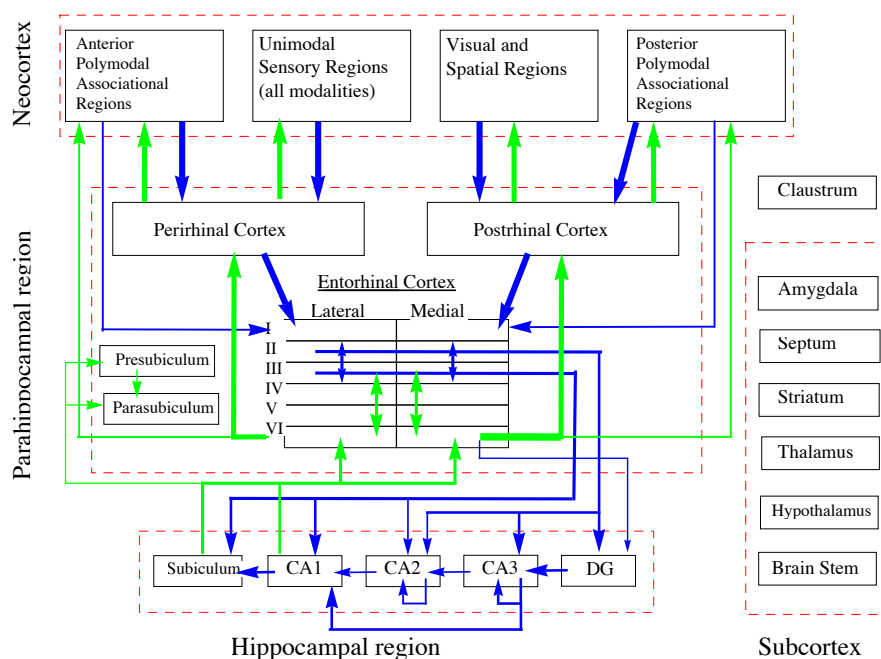 Neocortex
Anterior
Polymodal
Associational
Regions
Unimodal
Sensory Regions
(all modalities)
Visual and
Spatial Regions
Posterior
Polymodal
Associational
Regions
Claustrum
Parahippocampal region
Perirhinal Cortex
Postrhinal Cortex
Entorhinal Cortex
Lateral
Medial
I
II
III
IV
V
VI
Presubiculum
Parasubiculum
Amygdala
Septum
Striatum
Thalamus
Hypothalamus
Brain Stem
Subiculum
CA1
CA2
CA3
DG
Hippocampal region
Subcortex